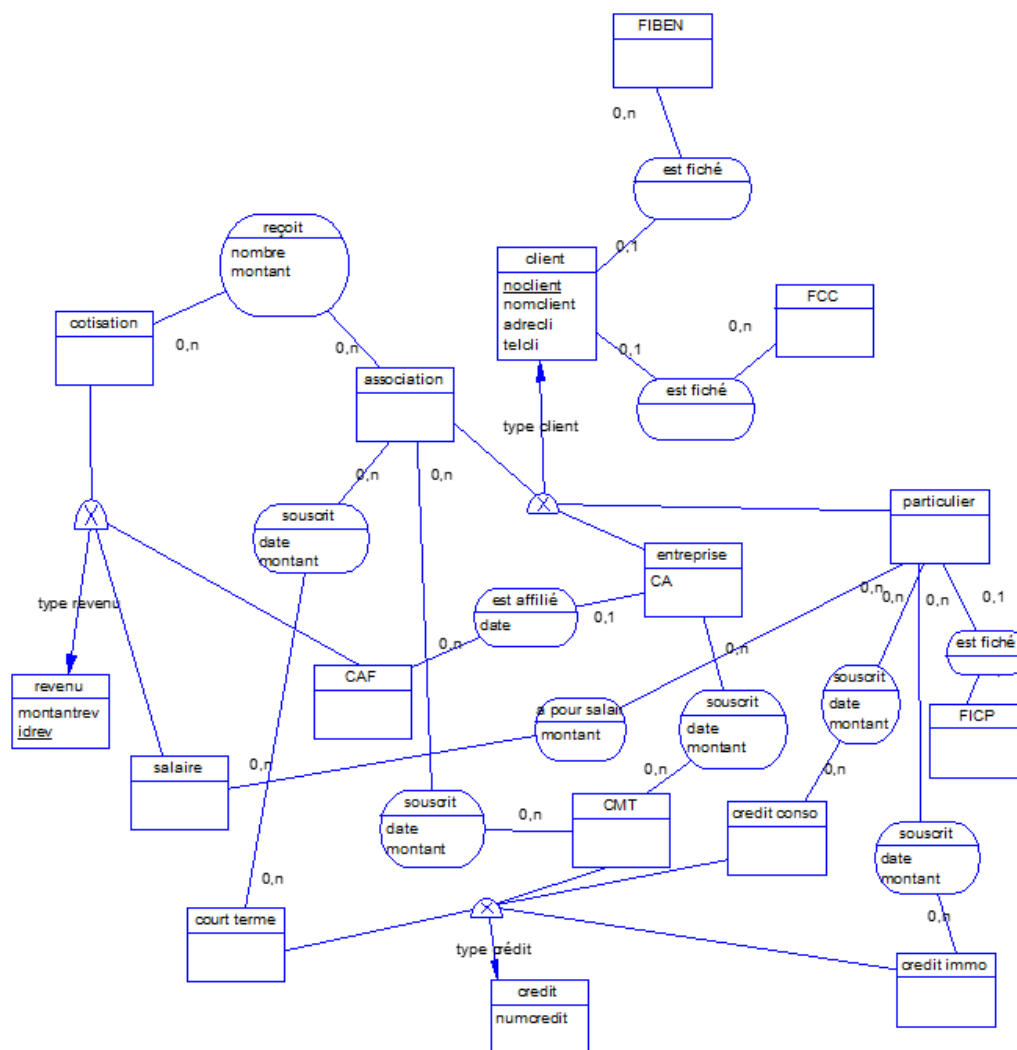 FIBEN
0,n
est fiché
0,1
reçoit
nombre
montant
client
noclient
nomclient
adrecli
telcli
FCC
0,n
0,1
est fiché
cotisation
0,n
0,n
association
type client
0,n
0,n
souscrit
date
montant
particulier
entreprise
CA
type revenu
est affilié
date
0,1
0,n
0,n
0,n
0,n
0,n
0,1
est fiché
revenu
montantrev
idrev
CAF
souscrit
date
montant
souscrit
date
montant
FICP
a pour salair
montant
salaire
0,n
0,n
0,n
souscrit
date
montant
0,n
CMT
credit conso
souscrit
date
montant
0,n
court terme
0,n
type crédit
credit immo
credit
numcredit